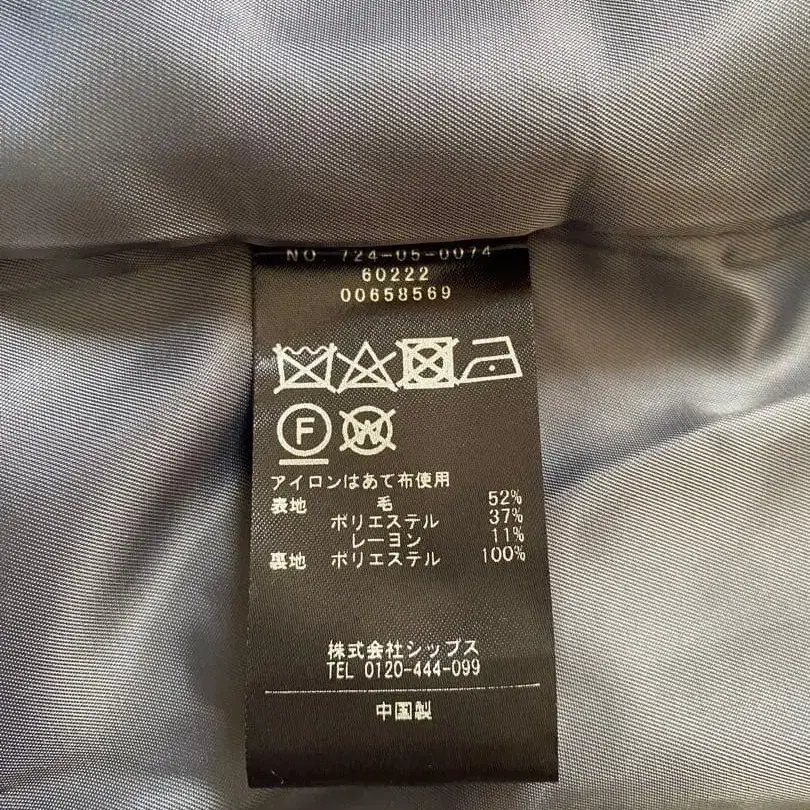 NO. 724-05-0074
60222
00658569
F W
アイロンはあて布使用
表地 毛 52%
ポリエステル 37%
レーヨン 11%
裏地 ポリエステル 100%
株式会社シップス
TEL 0120-444-099
中国製